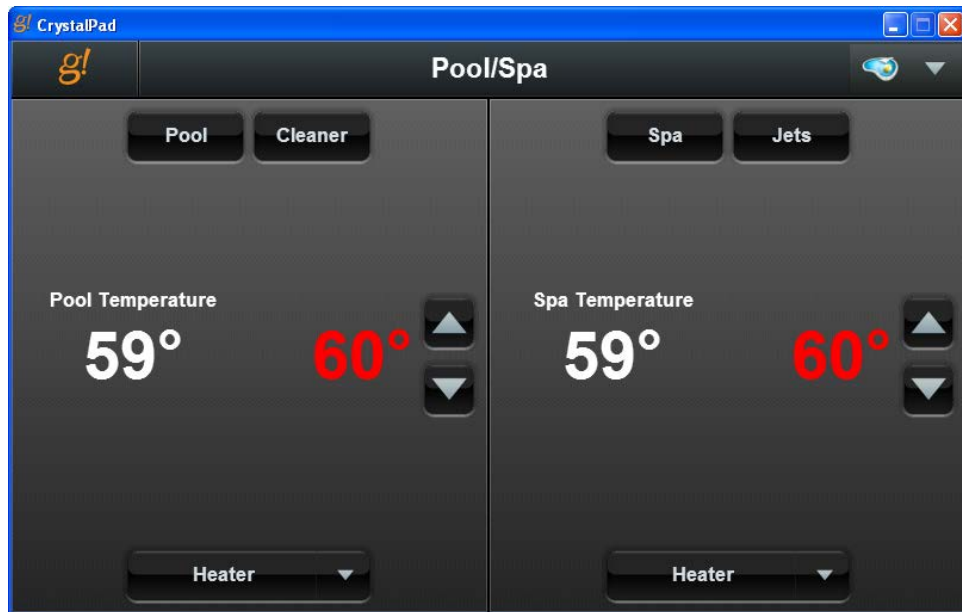 g! CrystalPad
g! Pool/Spa
Pool Cleaner
Pool Temperature
59° 60°
Heater
Spa Jets
Spa Temperature
59° 60°
Heater